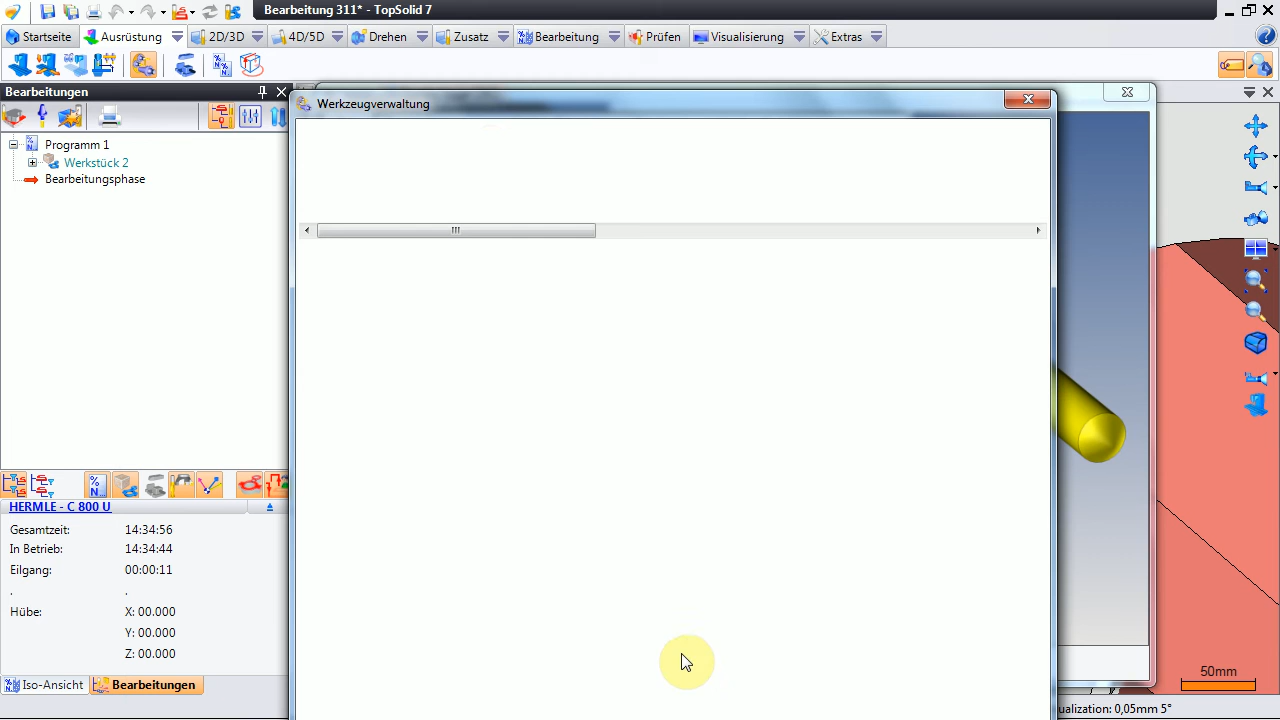 Bearbeitung 311* - TopSolid 7
Startseite
Ausrüstung
2D/3D
4D/5D
Drehen
Zusatz
Bearbeitung
Prüfen
Visualisierung
Extras
Bearbeitungen
Werkzeugverwaltung
Programm 1
Werkstück 2
Bearbeitungsphase
HERMLE - C 800 U
Gesamtzeit: 14:34:56
In Betrieb: 14:34:44
Eilgang: 00:00:11
. .
Hübe: X: 00.000
Y: 00.000
Z: 00.000
50mm
Iso-Ansicht
Bearbeitungen
ualization: 0,05mm 5°